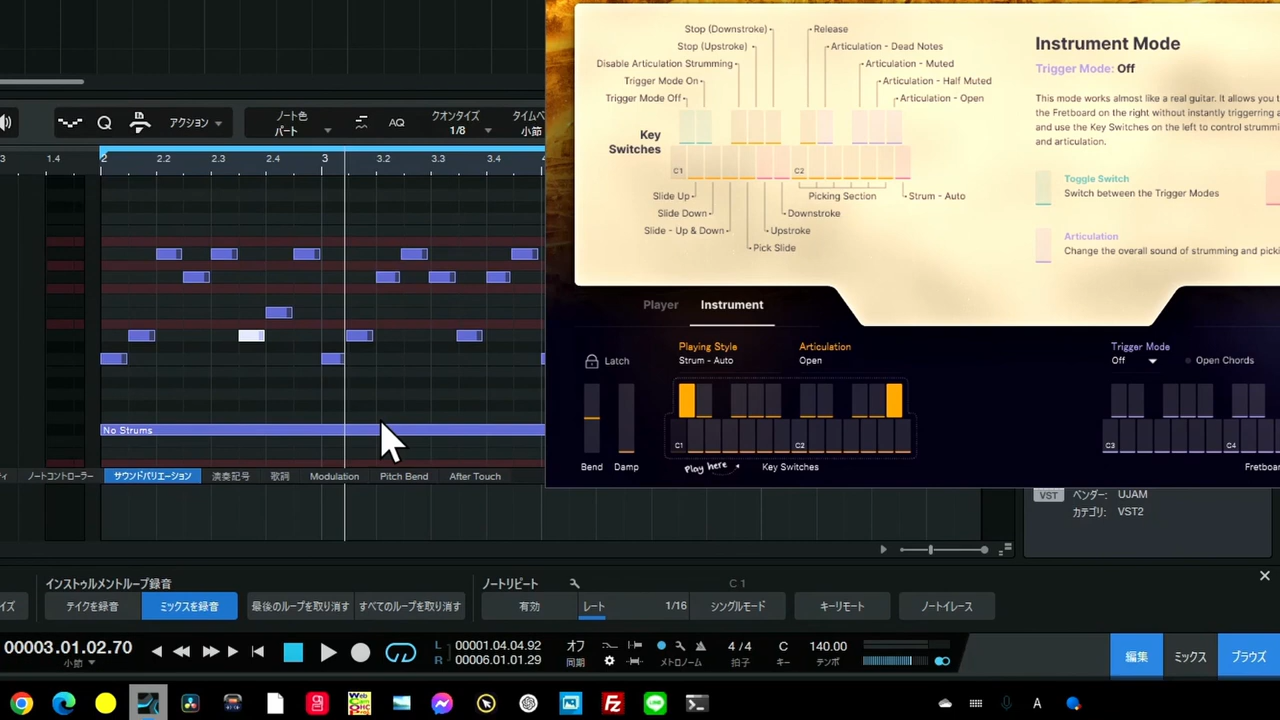 Stop (Downstroke)
Release
Stop (Upstroke)
Articulation - Dead Notes
Disable Articulation Strumming
Articulation - Muted
Trigger Mode On
Articulation - Half Muted
Trigger Mode Off
Articulation - Open
Key
Switches
C1
C2
Slide Up
Picking Section
Strum - Auto
Slide Down
Downstroke
Slide - Up & Down
Upstroke
Pick Slide
Instrument Mode
Trigger Mode: Off
This mode works almost like a real guitar. It allows you t
the Fretboard on the right without instantly triggering a
and use the Key Switches on the left to control strummi
and articulation.
Toggle Switch
Switch between the Trigger Modes
Articulation
Change the overall sound of strumming and picki
Q
アクション
ノート色
パート
AQ
クオンタイズ
1/8
タイムベ
小節
3
1.4
2
2.2
2.3
2.4
3
3.2
3.3
3.4
4
No Strums
ティ
ノートコントローラー
サウンドバリエーション
演奏記号
歌詞
Modulation
Pitch Bend
After Touch
Player
Instrument
Latch
Playing Style
Strum - Auto
Articulation
Open
Trigger Mode
Off
Open Chords
C1
C2
C3
C4
Bend
Damp
Play here
Key Switches
Fretboa
VST
ベンダー:
UJAM
カテゴリ:
VST2
インストゥルメントループ録音
ノートリピート
C 1
イズ
テイクを録音
ミックスを録音
最後のループを取り消す
すべてのループを取り消す
有効
レート
1/16
シングルモード
キーリモート
ノートイレース
00003.01.02.70
小節
L
R
00001.04.04.92
00006.01.01.29
オフ
同期
メトロノーム
4 / 4
拍子
C
キー
140.00
テンポ
編集
ミックス
ブラウズ
A